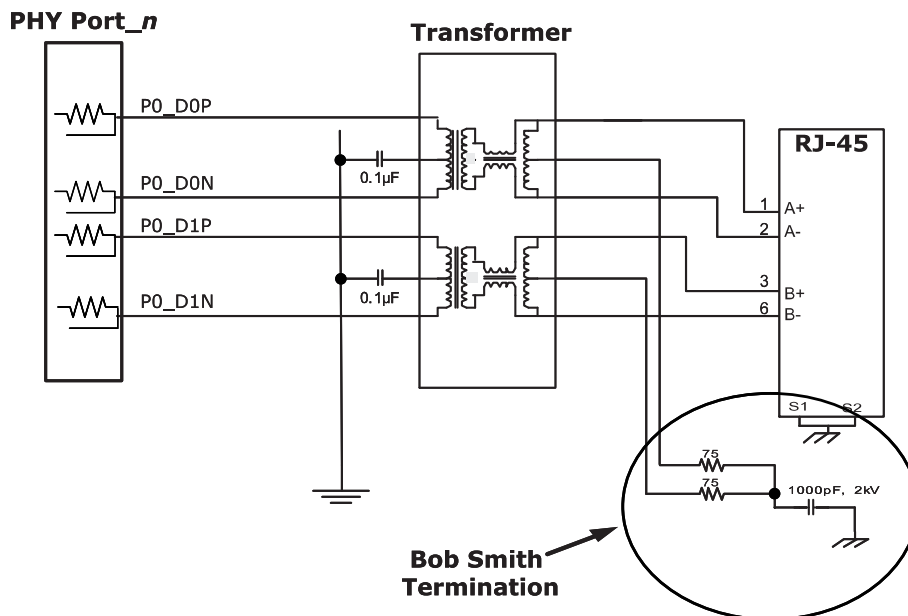 PHY Port_n
Transformer
RJ-45
P0_D0P
0.1µF
P0_D0N
P0_D1P
0.1µF
P0_D1N
1 A+
2 A-
3 B+
6 B-
S1 S2
75
75
1000pF, 2kV
Bob Smith
Termination